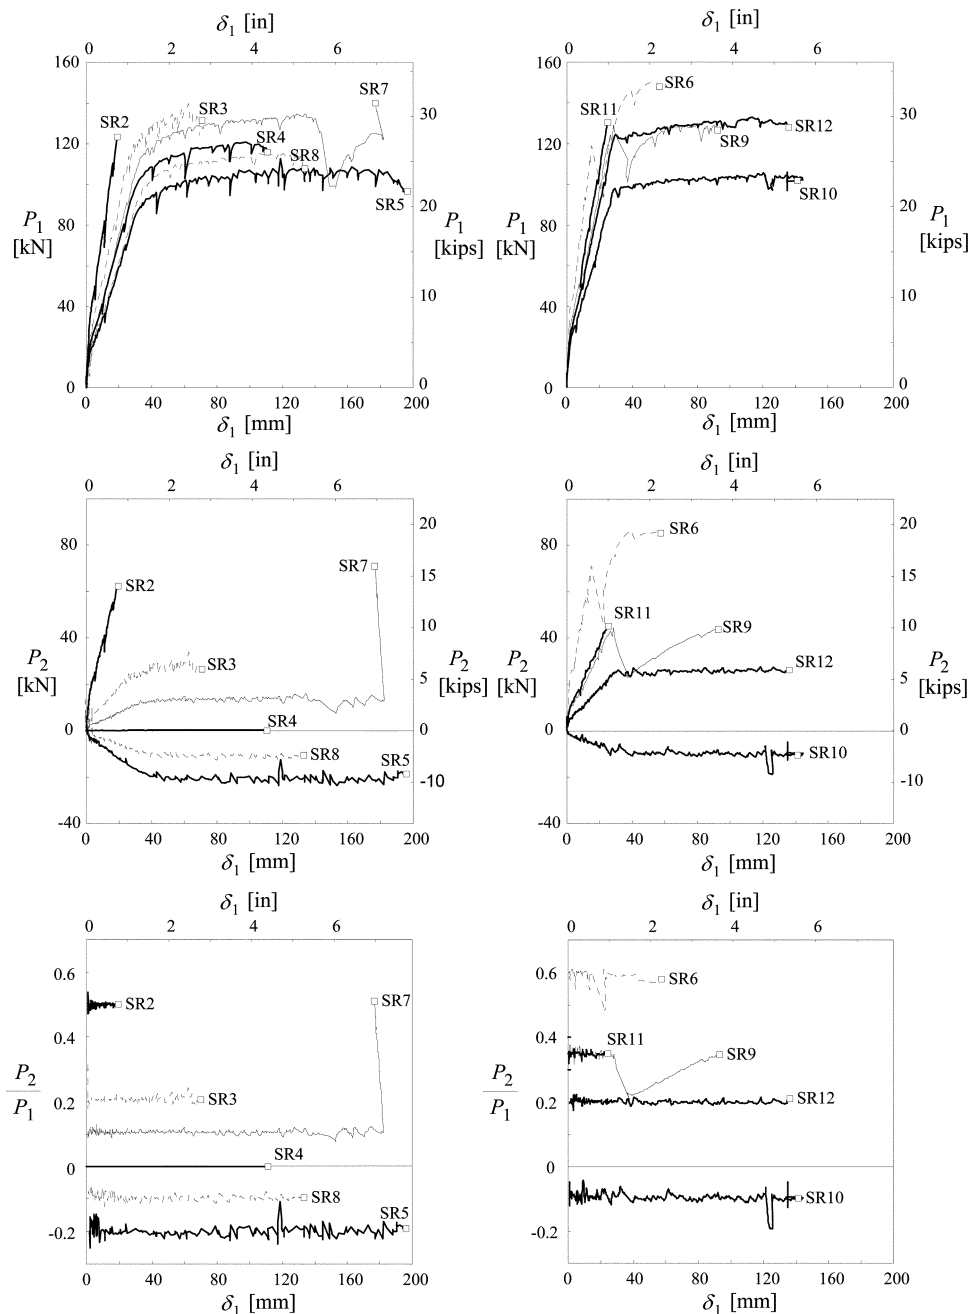 δ1 [in]
0 2 4 6
160
120
80
40
0
P1
[kN]
SR2
SR3
SR7
SR4
SR8
SR5
30
20
10
0
P1
[kips]
0 40 80 120 160 200
δ1 [mm]
δ1 [in]
0 2 4 6
160
120
80
40
0
P1
[kN]
SR6
SR11
SR12
SR9
SR10
30
20
10
0
P1
[kips]
0 40 80 120 160 200
δ1 [mm]
δ1 [in]
0 2 4 6
80
40
0
-40
P2
[kN]
SR2
SR7
SR3
SR4
SR8
SR5
20
15
10
5
0
-10
P2
[kips]
0 40 80 120 160 200
δ1 [mm]
δ1 [in]
0 2 4 6
80
40
0
-40
P2
[kN]
SR6
SR11
SR9
SR12
SR10
20
15
10
5
0
-10
P2
[kips]
0 40 80 120 160 200
δ1 [mm]
δ1 [in]
0 2 4 6
0.6
0.4
0.2
0
-0.2
P2
P1
SR2
SR7
SR3
SR4
SR8
SR5
0 40 80 120 160 200
δ1 [mm]
δ1 [in]
0 2 4 6
0.6
0.4
0.2
0
-0.2
P2
P1
SR6
SR11
SR9
SR12
SR10
0 40 80 120 160 200
δ1 [mm]